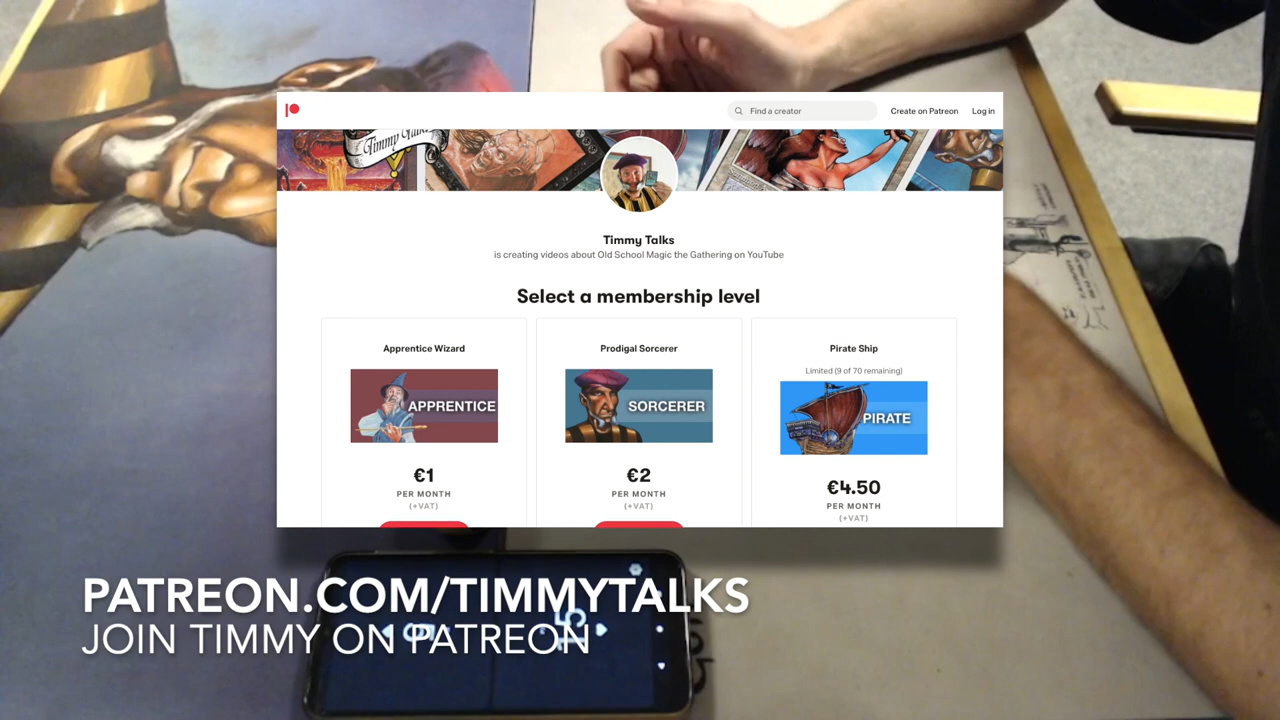 Find a creator
Create on Patreon
Log in
Timmy Talks
Timmy Talks
is creating videos about Old School Magic the Gathering on YouTube
Select a membership level
Apprentice Wizard
Prodigal Sorcerer
Pirate Ship
Limited (9 of 70 remaining)
APPRENTICE
SORCERER
PIRATE
€1
PER MONTH
(+VAT)
€2
PER MONTH
(+VAT)
€4.50
PER MONTH
(+VAT)
PATREON.COM/TIMMYTALKS
JOIN TIMMY ON PATREON
15